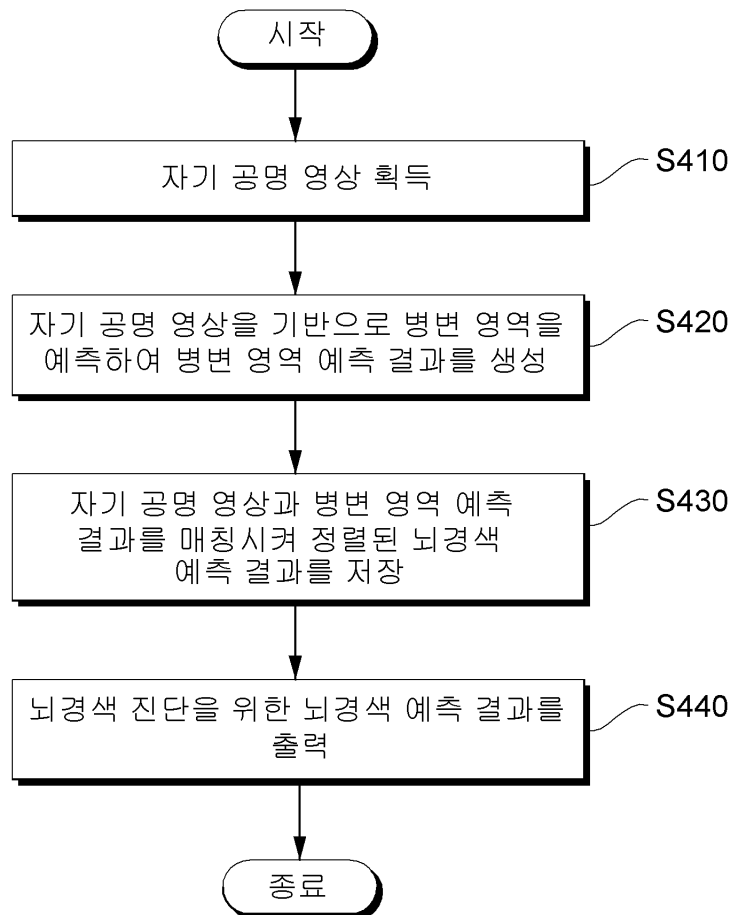 시작
자기 공명 영상 획득
S410
자기 공명 영상을 기반으로 병변 영역을
예측하여 병변 영역 예측 결과를 생성
S420
자기 공명 영상과 병변 영역 예측
결과를 매칭시켜 정렬된 뇌경색
예측 결과를 저장
S430
뇌경색 진단을 위한 뇌경색 예측 결과를
출력
S440
종료